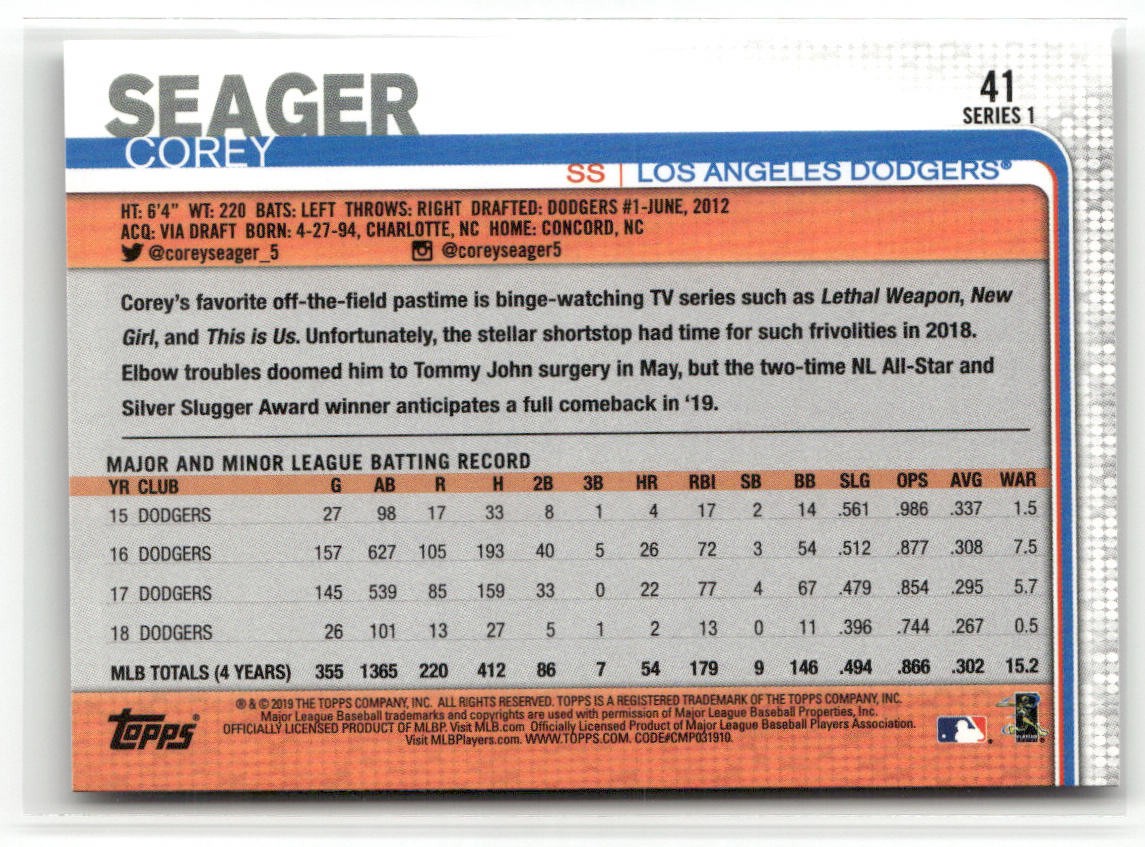 SEAGER
COREY
41
SERIES 1
SS | LOS ANGELES DODGERS®
HT: 6'4" WT: 220 BATS: LEFT THROWS: RIGHT DRAFTED: DODGERS #1-JUNE, 2012
ACQ: VIA DRAFT BORN: 4-27-94, CHARLOTTE, NC HOME: CONCORD, NC
@coreyseager_5 @coreyseager5
Corey's favorite off-the-field pastime is binge-watching TV series such as Lethal Weapon, New
Girl, and This is Us. Unfortunately, the stellar shortstop had time for such frivolities in 2018.
Elbow troubles doomed him to Tommy John surgery in May, but the two-time NL All-Star and
Silver Slugger Award winner anticipates a full comeback in '19.
MAJOR AND MINOR LEAGUE BATTING RECORD
YR CLUB G AB R H 2B 3B HR RBI SB BB SLG OPS AVG WAR
15 DODGERS 27 98 17 33 8 1 4 17 2 14 .561 .986 .337 1.5
16 DODGERS 157 627 105 193 40 5 26 72 3 54 .512 .877 .308 7.5
17 DODGERS 145 539 85 159 33 0 22 77 4 67 .479 .854 .295 5.7
18 DODGERS 26 101 13 27 5 1 2 13 0 11 .396 .744 .267 0.5
MLB TOTALS (4 YEARS) 355 1365 220 412 86 7 54 179 9 146 .494 .866 .302 15.2
topps®
® & © 2019 THE TOPPS COMPANY, INC. ALL RIGHTS RESERVED. TOPPS IS A REGISTERED TRADEMARK OF THE TOPPS COMPANY, INC.
Major League Baseball trademarks and copyrights are used with permission of Major League Baseball Properties, Inc.
OFFICIALLY LICENSED PRODUCT OF MLBP. Visit MLB.com Officially Licensed Product of Major League Baseball Players Association.
Visit MLBPlayers.com. WWW.TOPPS.COM. CODE#CMP031910.